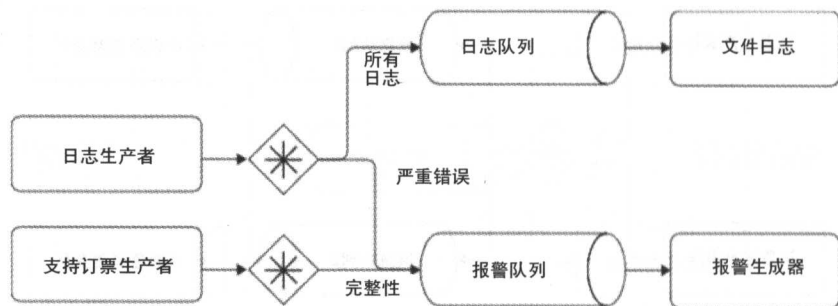 日志队列
文件日志
所有
日志
日志生产者
严重错误
支持订票生产者
完整性
报警队列
报警生成器